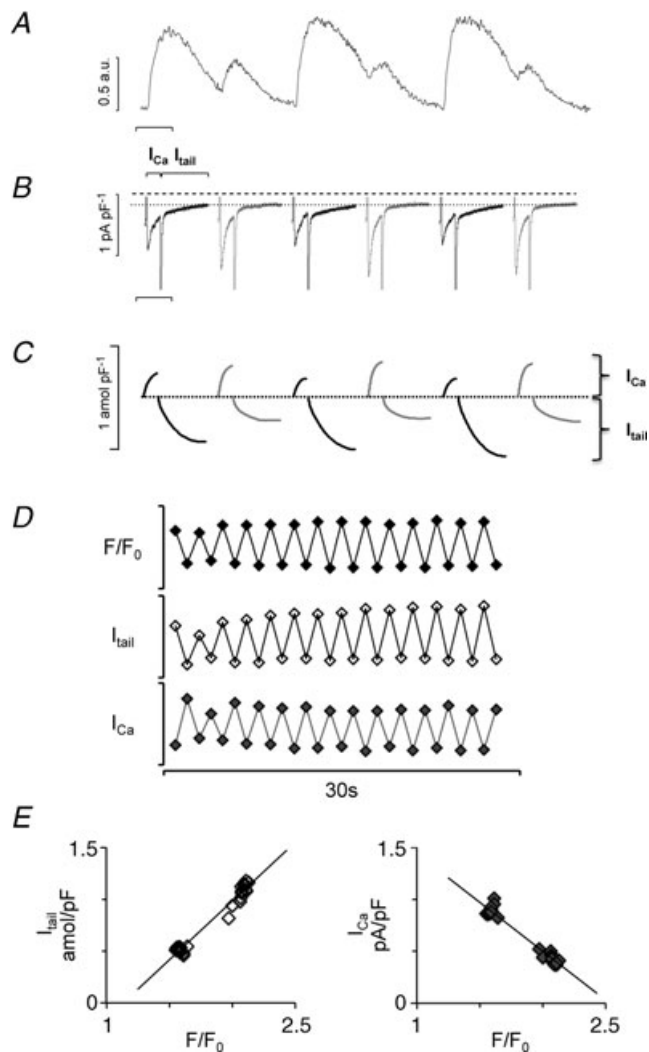 A
0.5 a.u.
I_Ca I_tail
B
1 pA pF⁻¹
C
1 amol pF⁻¹
I_Ca
I_tail
D
F/F₀
I_tail
I_Ca
30s
E
1.5
I_tail
amol/pF
0
1
F/F₀
2.5
1.5
I_Ca
pA/pF
0
1
F/F₀
2.5